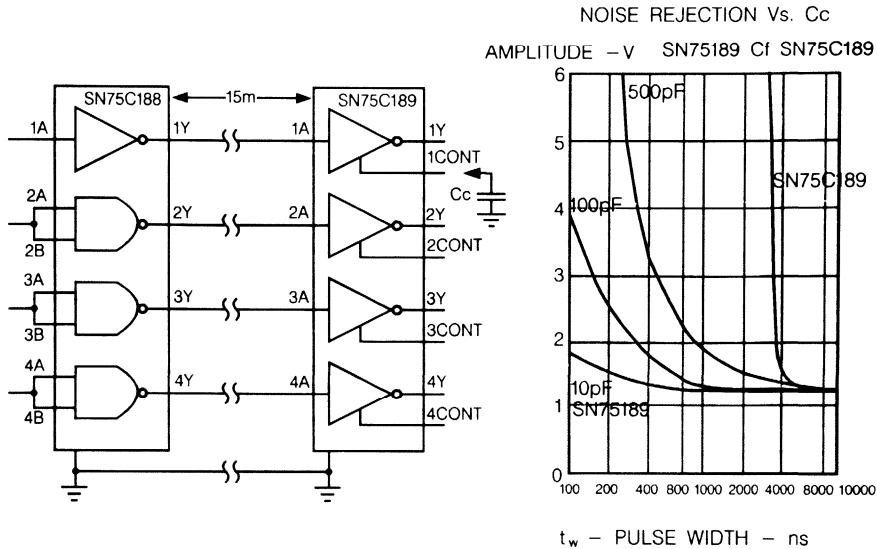 NOISE REJECTION Vs. Cc
AMPLITUDE – V SN75189 Cf SN75C189
SN75C188
15m
SN75C189
1A
1Y
1A
1Y
1CONT
Cc
2A
2B
2Y
2A
2Y
2CONT
3A
3B
3Y
3A
3Y
3CONT
4A
4B
4Y
4A
4Y
4CONT
6
5
4
3
2
1
0
500pF
SN75C189
100pF
10pF
SN75189
100 200 400 800 1000 2000 4000 8000 10000
tw – PULSE WIDTH – ns